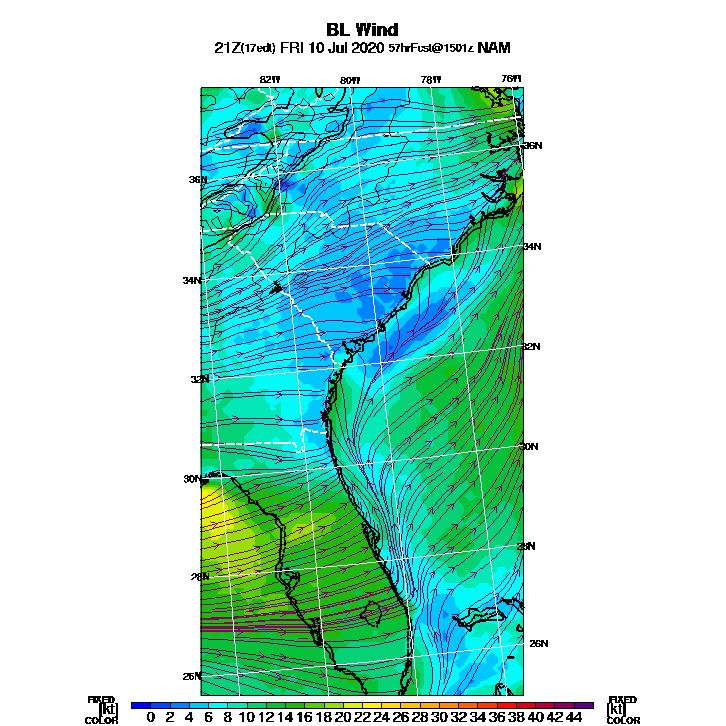 BL Wind
21Z(17edt) FRI 10 Jul 2020 57hrFcst@1501z NAM
82W 80W 78W 76W
36N 36N
34N 34N
32N 32N
30N 30N
28N 28N
26N 26N
FIXED FIXED
[kt] 0 2 4 6 8 10 12 14 16 18 20 22 24 26 28 30 32 34 36 38 40 42 44 [kt]
COLOR COLOR